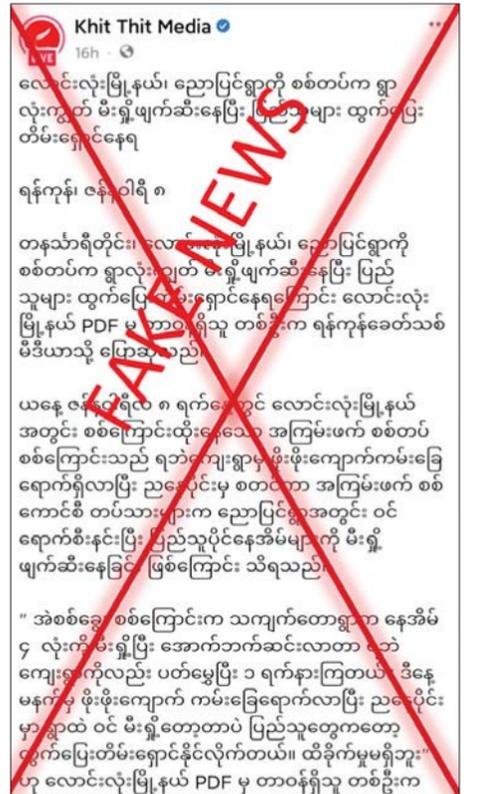 Khit Thit Media
LIVE
16h
လောင်းလုံးမြို့နယ်၊ ညောပြင်ရွာကို စစ်တပ်က ရွာ
လုံးကျွတ် မီးရှို့ဖျက်ဆီးနေပြီး ပြည်သူများ ထွက်ပြေး
တိမ်းရှောင်နေရ
ရန်ကုန်၊ ဇန်နဝါရီ ၈
တနင်္သာရီတိုင်း၊ လောင်းလုံးမြို့နယ်၊ ညောပြင်ရွာကို
စစ်တပ်က ရွာလုံးကျွတ် မီးရှို့ဖျက်ဆီးနေပြီး ပြည်
သူများ ထွက်ပြေးတိမ်းရှောင်နေရကြောင်း လောင်းလုံး
မြို့နယ် PDF မှ တာဝန်ရှိသူ တစ်ဦးက ရန်ကုန်ခေတ်သစ်
မီဒီယာသို့ ပြောဆိုသည်။
FAKE NEWS
ယနေ့ ဇန်နဝါရီလ ၈ ရက်နေ့တွင် လောင်းလုံးမြို့နယ်
အတွင်း စစ်ကြောင်းထိုးနေသော အကြမ်းဖက် စစ်တပ်
စစ်ကြောင်းသည် ရဘဲကျေးရွာမှ ဖိုးဖိုးကျောက်ကမ်းခြေ
ရောက်ရှိလာပြီး ညနေပိုင်းမှ စတင်ကာ အကြမ်းဖက် စစ်
ကောင်စီ တပ်သားများက ညောပြင်ရွာအတွင်း ဝင်
ရောက်စီးနင်းပြီး ပြည်သူပိုင်နေအိမ်များကို မီးရှို့
ဖျက်ဆီးနေခြင်း ဖြစ်ကြောင်း သိရသည်။
" အဲစစ်ခွေး စစ်ကြောင်းက သကျက်တောရွာက နေအိမ်
၄ လုံးကို မီးရှို့ပြီး အောက်ဘက်ဆင်းလာတာ ရဘဲ
ကျေးရွာကိုလည်း ပတ်မွှေပြီး ၁ ရက်နားကြတယ်၊ ဒီနေ့
မနက်မှ ဖိုးဖိုးကျောက် ကမ်းခြေရောက်လာပြီး ညနေပိုင်း
မှာ ရွာထဲ ဝင် မီးရှို့တော့တာပဲ ပြည်သူတွေကတော့
ထွက်ပြေးတိမ်းရှောင်နိုင်လိုက်တယ်။ ထိခိုက်မှုမရှိဘူး"
ဟု လောင်းလုံးမြို့နယ် PDF မှ တာဝန်ရှိသူ တစ်ဦးက